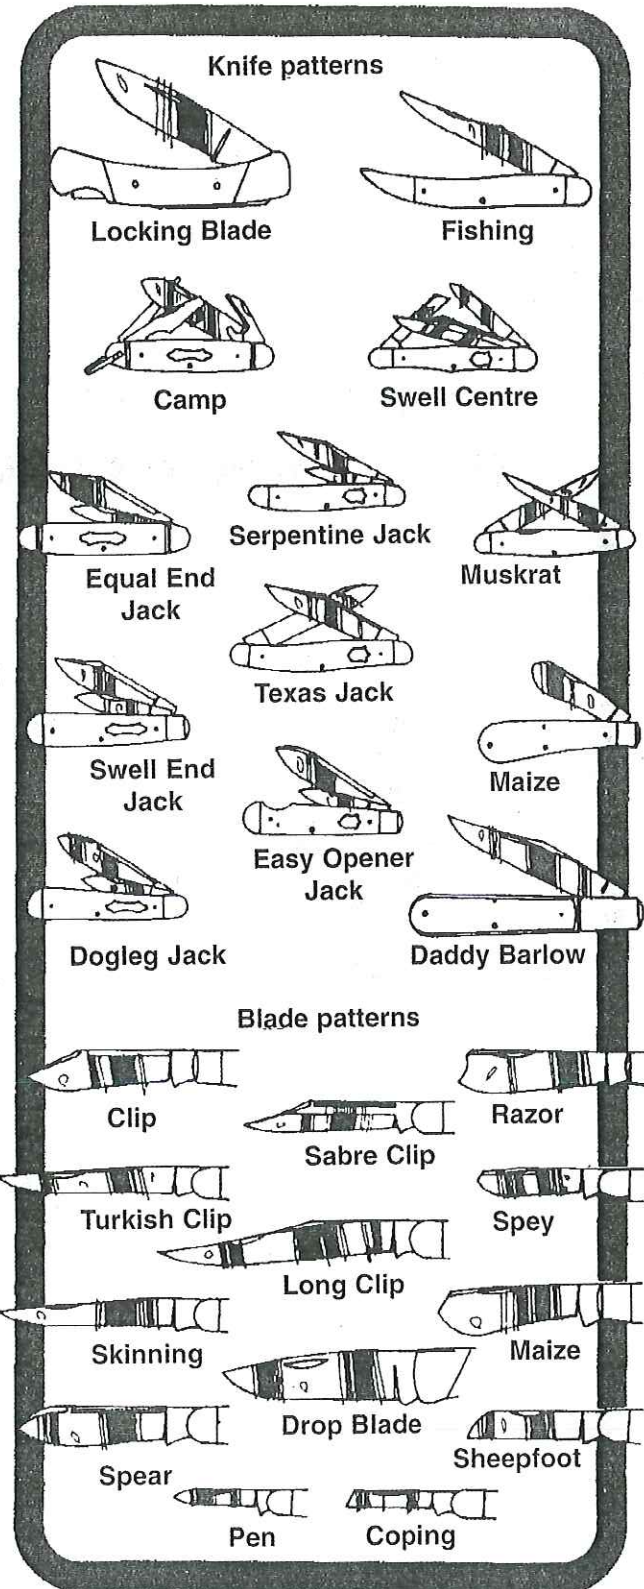 Knife patterns
Locking Blade
Fishing
Camp
Swell Centre
Serpentine Jack
Equal End
Jack
Muskrat
Texas Jack
Swell End
Jack
Maize
Easy Opener
Jack
Dogleg Jack
Daddy Barlow
Blade patterns
Clip
Razor
Sabre Clip
Turkish Clip
Spey
Long Clip
Skinning
Maize
Drop Blade
Spear
Sheepfoot
Pen
Coping